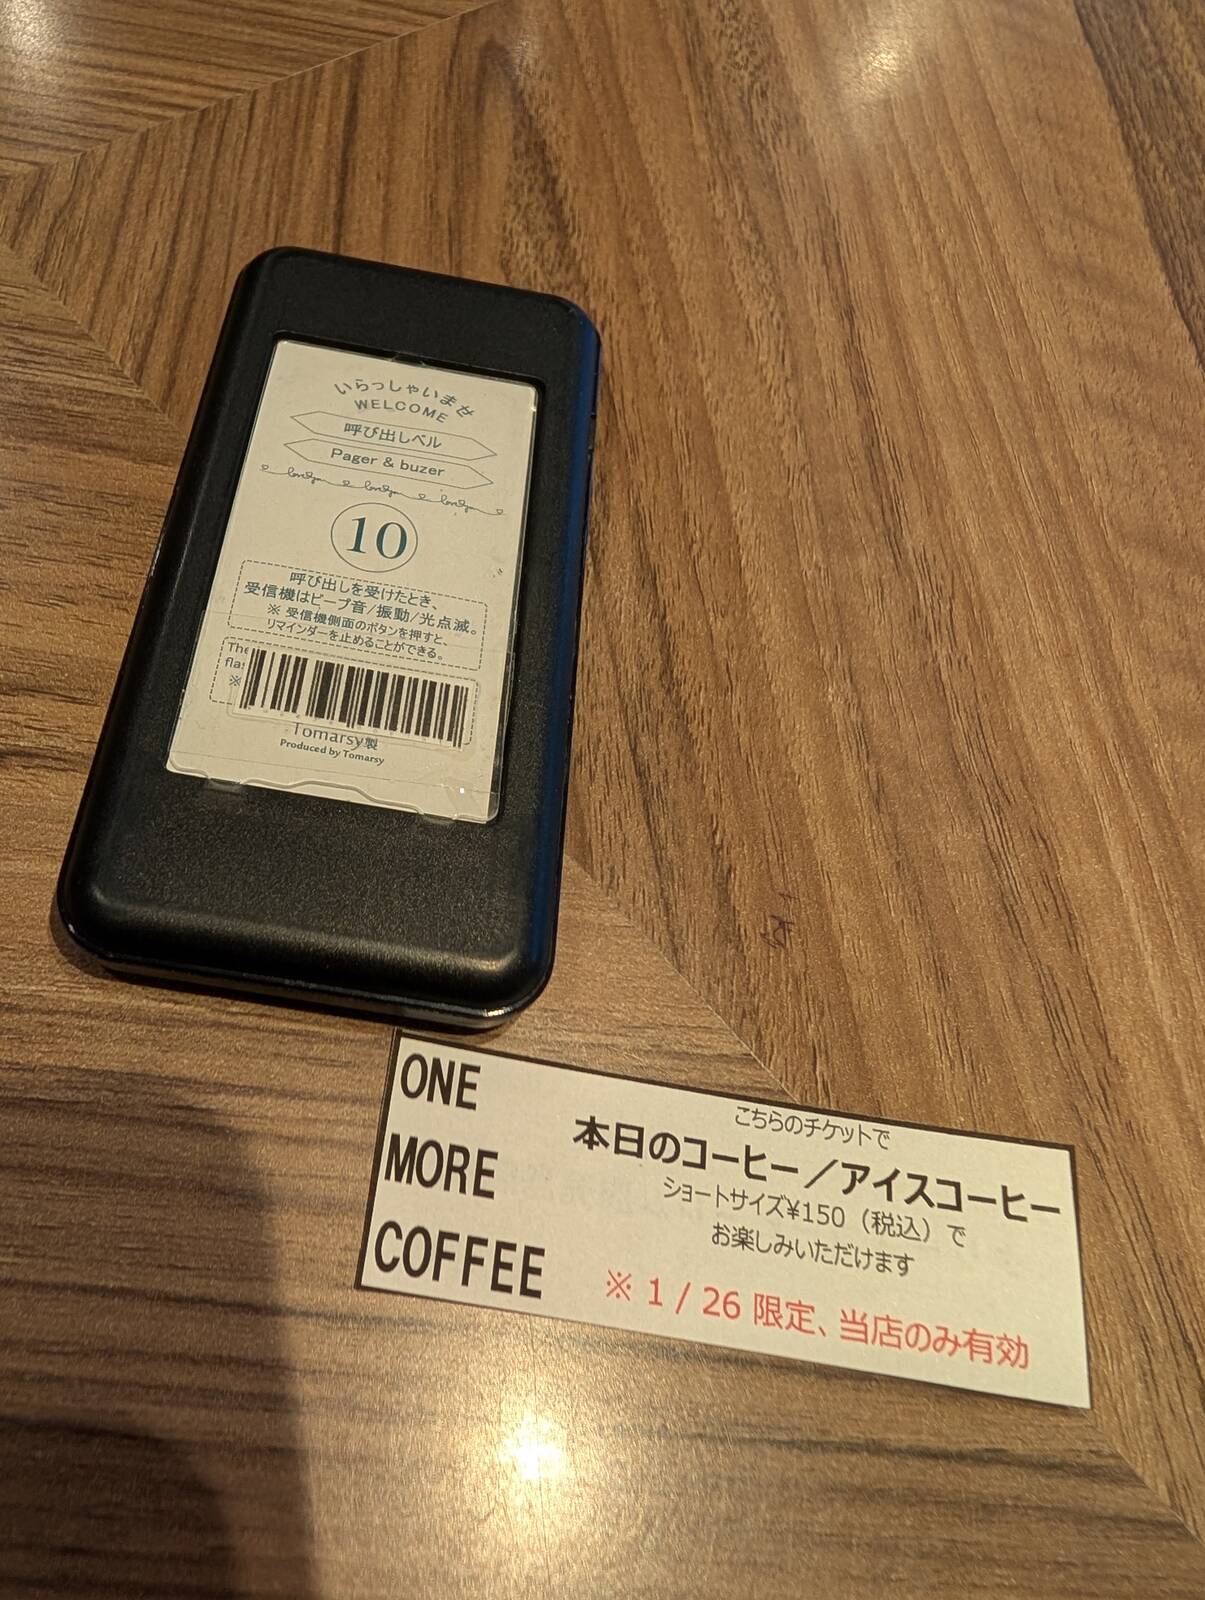 いらっしゃいませ
WELCOME
呼び出しベル
Pager & buzer
10
呼び出しを受けたとき、
受信機はビープ音/振動/光点滅。
※ 受信機側面のボタンを押すと、
リマインダーを止めることができる。
The
flas
※
Tomarsy製
Produced by Tomarsy
ONE
MORE
COFFEE
こちらのチケットで
本日のコーヒー／アイスコーヒー
ショートサイズ¥150（税込）で
お楽しみいただけます
※ 1 / 26 限定、当店のみ有効